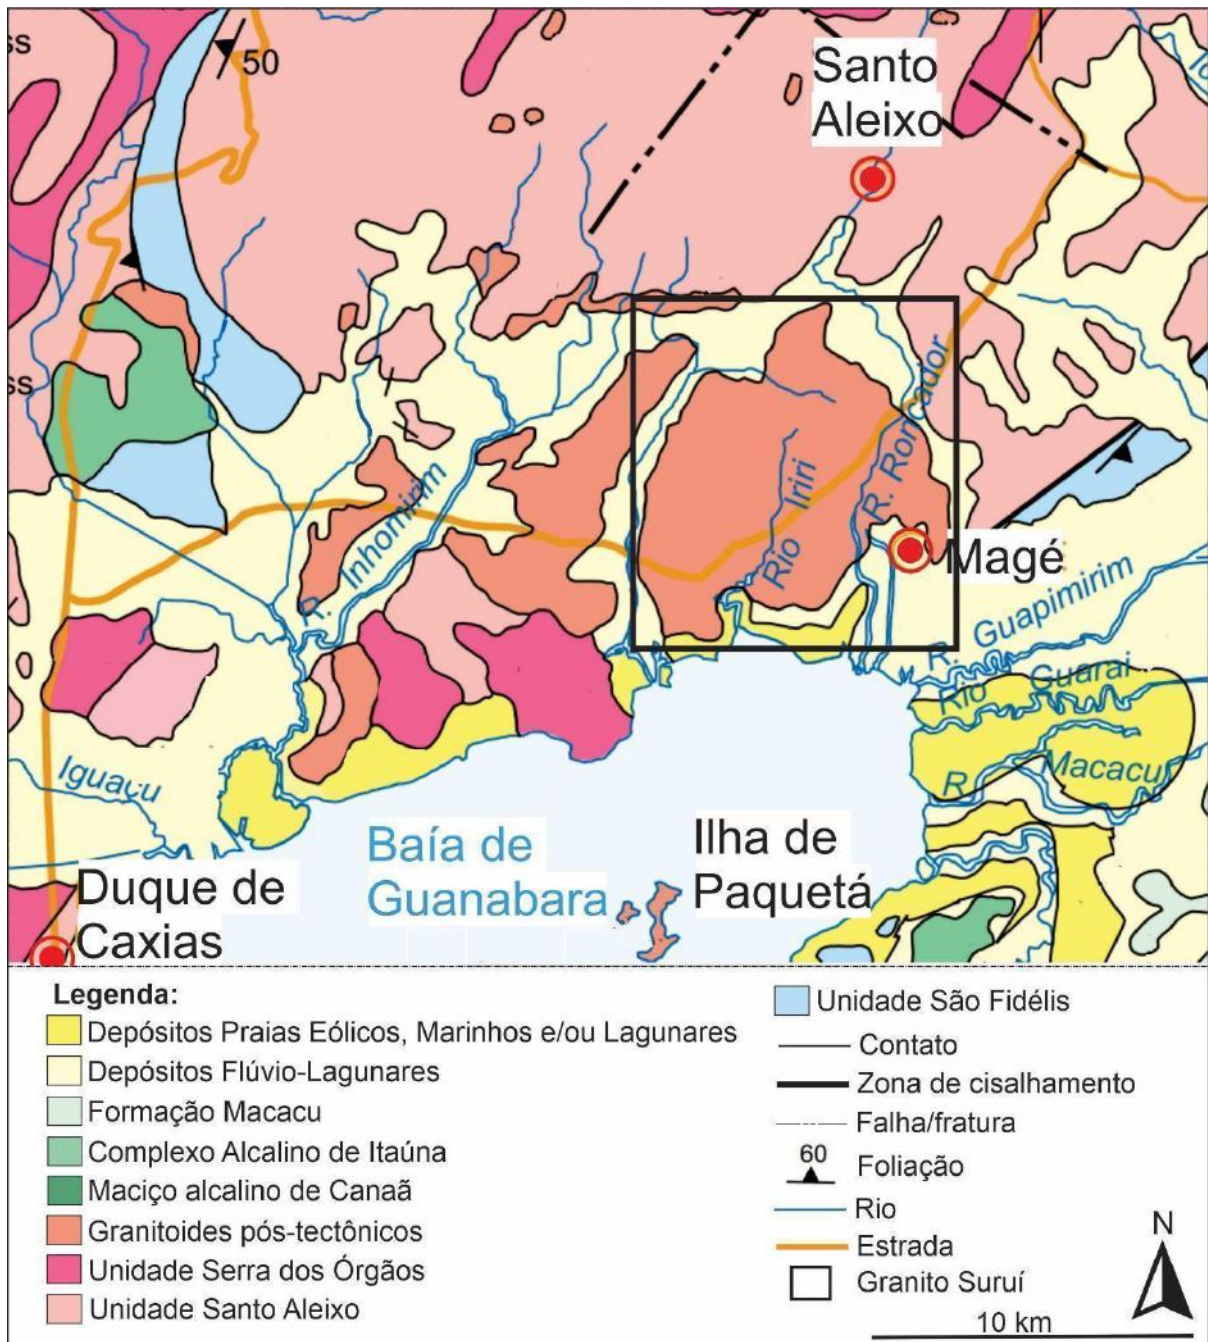 ss
50
Santo
Aleixo
ss
R. Roncador
Rio Iriri
R. Inhomirim
Magé
R. Guapimirim
Rio Guarai
Iguaçu
R. Macacu
Baía de
Guanabara
Ilha de
Paquetá
Duque de
Caxias
Legenda:
Depósitos Praias Eólicos, Marinhos e/ou Lagunares
Depósitos Flúvio-Lagunares
Formação Macacu
Complexo Alcalino de Itaúna
Maciço alcalino de Canaã
Granitoides pós-tectônicos
Unidade Serra dos Órgãos
Unidade Santo Aleixo
Unidade São Fidélis
Contato
Zona de cisalhamento
Falha/fratura
60
Foliação
Rio
Estrada
Granito Suruí
N
10 km